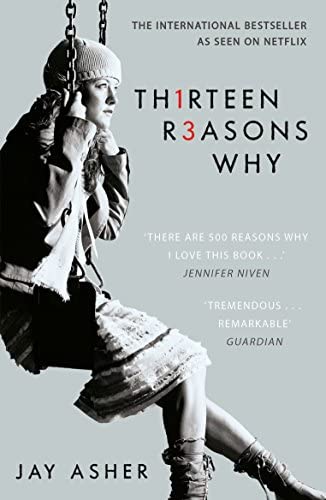 THE INTERNATIONAL BESTSELLER
AS SEEN ON NETFLIX
TH1RTEEN
R3ASONS
WHY
‘THERE ARE 500 REASONS WHY
I LOVE THIS BOOK . . .’
JENNIFER NIVEN
‘TREMENDOUS . . .
REMARKABLE’
GUARDIAN
JAY ASHER